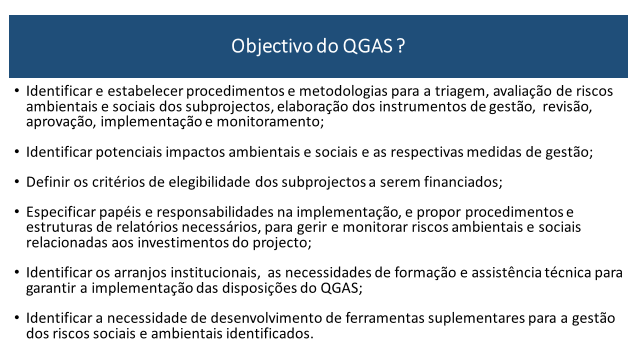 Objectivo do QGAS ?
• Identificar e estabelecer procedimentos e metodologias para a triagem, avaliação de riscos
ambientais e sociais dos subprojectos, elaboração dos instrumentos de gestão, revisão,
aprovação, implementação e monitoramento;
• Identificar potenciais impactos ambientais e sociais e as respectivas medidas de gestão;
• Definir os critérios de elegibilidade dos subprojectos a serem financiados;
• Especificar papéis e responsabilidades na implementação, e propor procedimentos e
estruturas de relatórios necessários, para gerir e monitorar riscos ambientais e sociais
relacionadas aos investimentos do projecto;
• Identificar os arranjos institucionais, as necessidades de formação e assistência técnica para
garantir a implementação das disposições do QGAS;
• Identificar a necessidade de desenvolvimento de ferramentas suplementares para a gestão
dos riscos sociais e ambientais identificados.